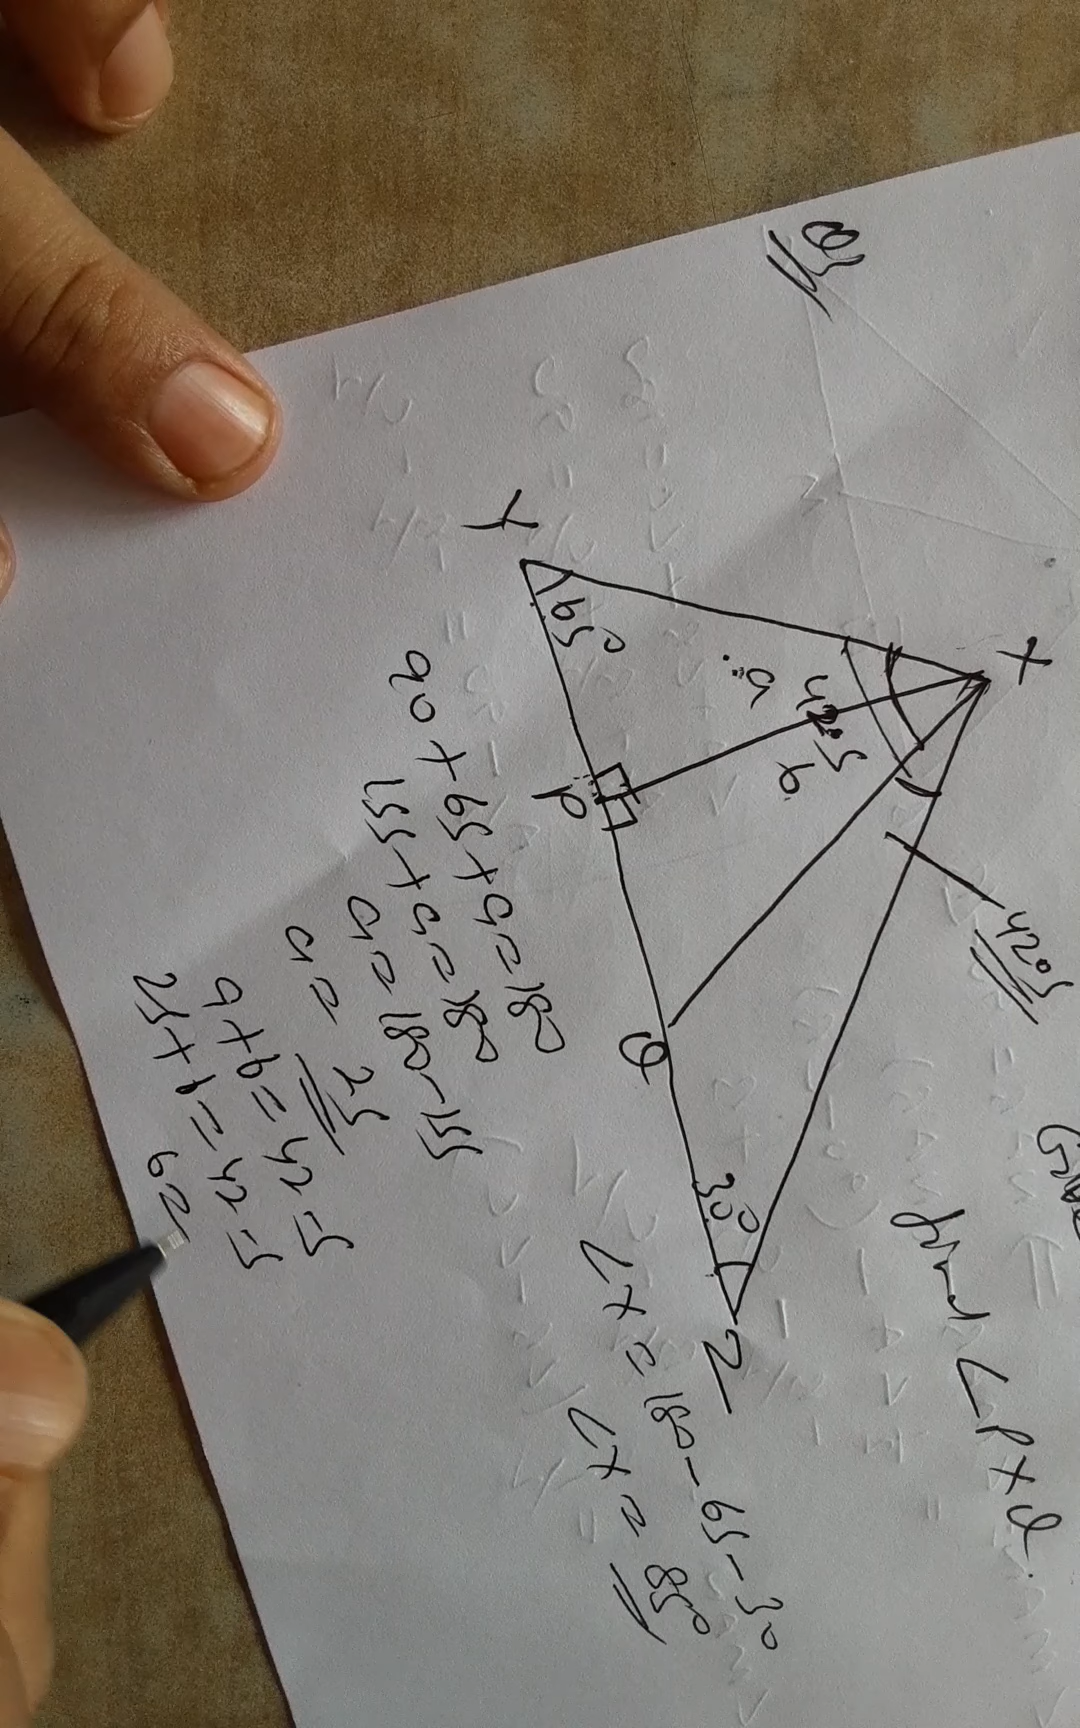 Q5
X
Y
Z
P
Q
65°
30°
42.5
42.5
a
b
find ∠PXQ.
∠X = 180 - 65 - 30
∠X = 85°
90 + 65 + a = 180
155 + a = 180
a = 180 - 155
a = 25
a + b = 42.5
25 + b = 42.5
b =